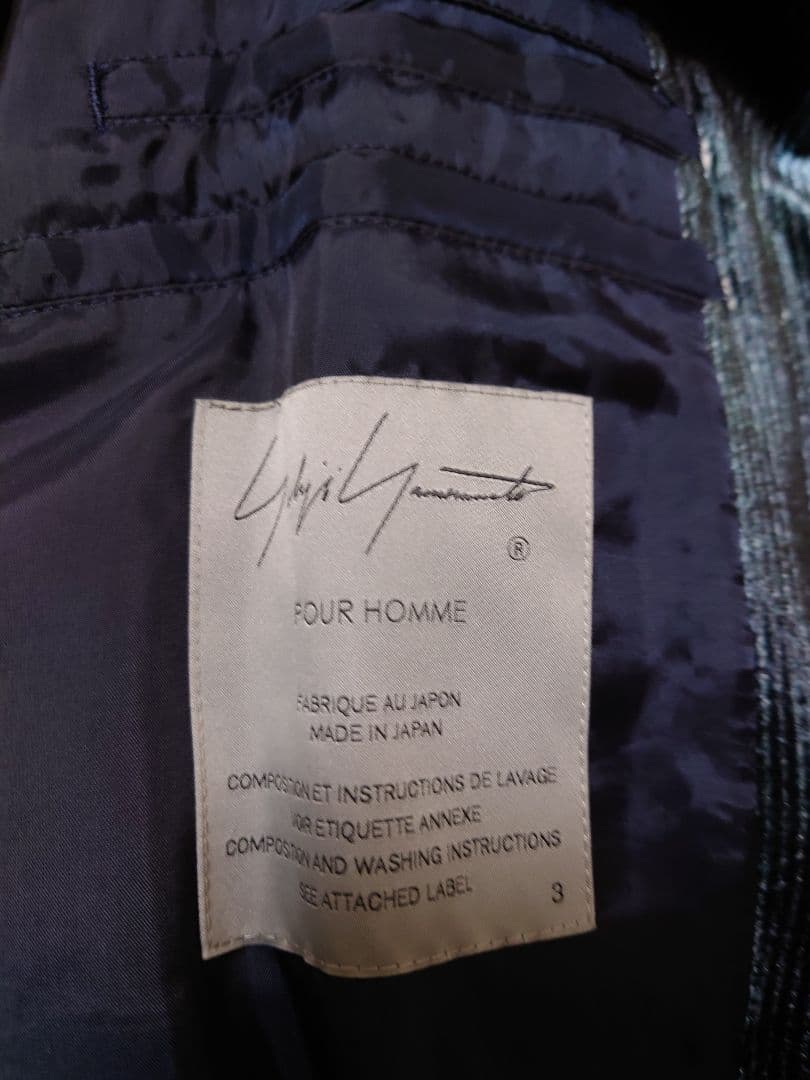 Yohji Yamamoto
®
POUR HOMME
FABRIQUE AU JAPON
MADE IN JAPAN
COMPOSITION ET INSTRUCTIONS DE LAVAGE
VOIR ETIQUETTE ANNEXE
COMPOSITION AND WASHING INSTRUCTIONS
SEE ATTACHED LABEL 3